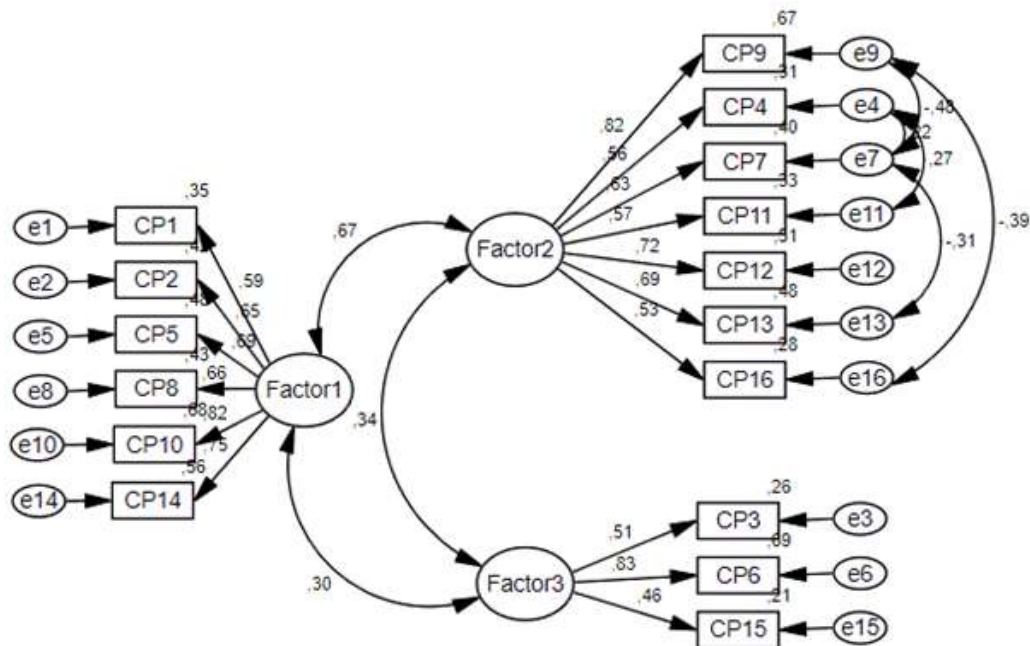 ,67
CP9
e9
,31
CP4
e4
,40
CP7
e7
,33
CP11
e11
CP12
e12
,48
CP13
e13
,28
CP16
e16
-,48
,27
-,31
-,39
,82
,56
,63
,57
,72
,69
,53
Factor2
,67
,34
,30
,35
e1
CP1
e2
CP2
,48
e5
CP5
,43
e8
CP8
,68
e10
CP10
,56
e14
CP14
,59
,65
,69
,66
,82
,75
Factor1
Factor3
,51
,83
,46
,26
CP3
e3
,69
CP6
e6
,21
CP15
e15